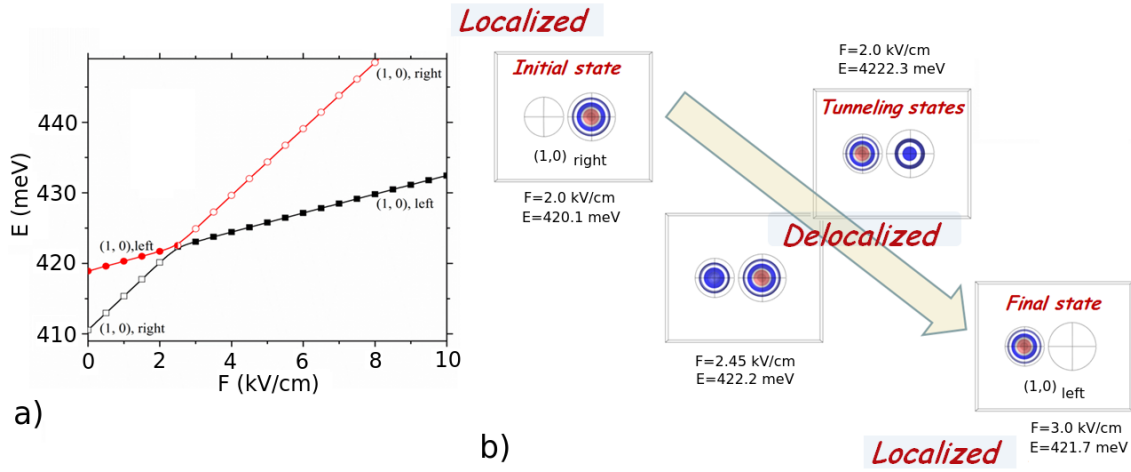 Localized
(1, 0), right
440
430
420
410
E (meV)
(1, 0), left
(1, 0),left
(1, 0), right
0
2
4
6
8
10
F (kV/cm)
a)
Initial state
(1,0) right
F=2.0 kV/cm
E=420.1 meV
F=2.0 kV/cm
E=4222.3 meV
Tunneling states
Delocalized
F=2.45 kV/cm
E=422.2 meV
Final state
(1,0) left
F=3.0 kV/cm
E=421.7 meV
b)
Localized